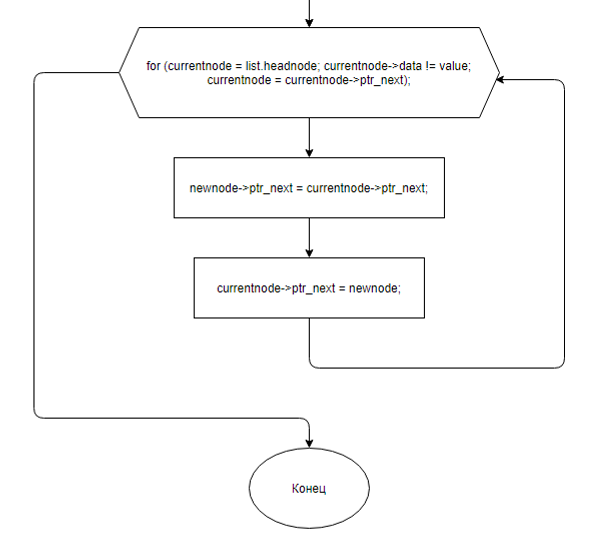 for (currentnode = list.headnode; currentnode->data != value;
currentnode = currentnode->ptr_next);
newnode->ptr_next = currentnode->ptr_next;
currentnode->ptr_next = newnode;
Конец